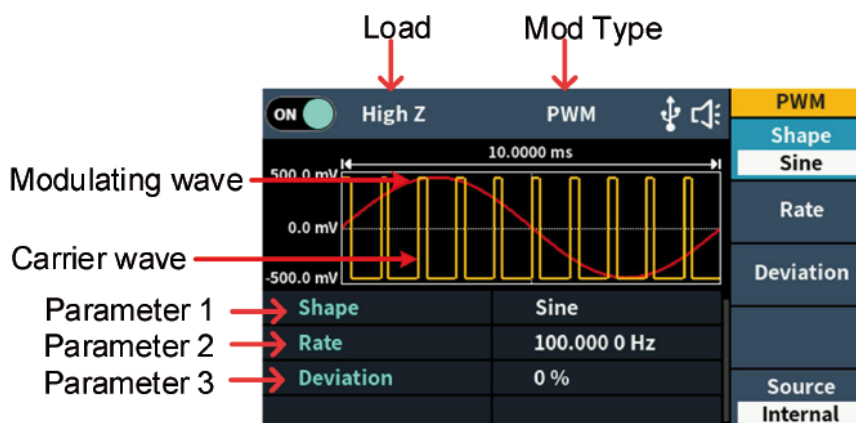 Load Mod Type
ON High Z PWM PWM
Shape
Sine
10.0000 ms
500.0 mV
Modulating wave
Rate
0.0 mV
Carrier wave
Deviation
-500.0 mV
Parameter 1 Shape Sine
Parameter 2 Rate 100.000 0 Hz
Parameter 3 Deviation 0 %
Source
Internal